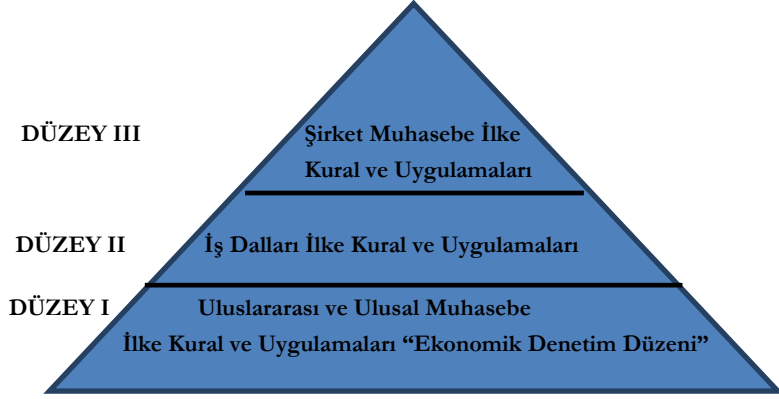 DÜZEY III
Şirket Muhasebe İlke
Kural ve Uygulamaları
DÜZEY II
İş Dalları İlke Kural ve Uygulamaları
DÜZEY I
Uluslararası ve Ulusal Muhasebe
İlke Kural ve Uygulamaları “Ekonomik Denetim Düzeni”